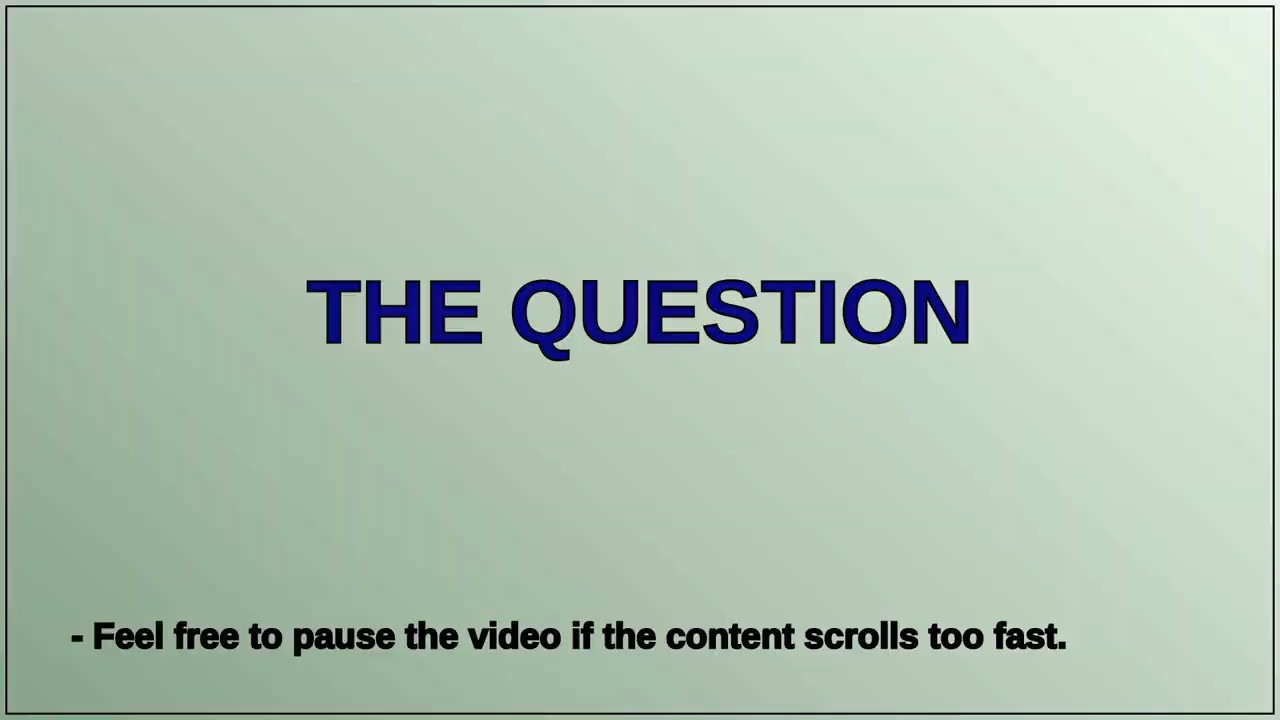 THE QUESTION
- Feel free to pause the video if the content scrolls too fast.